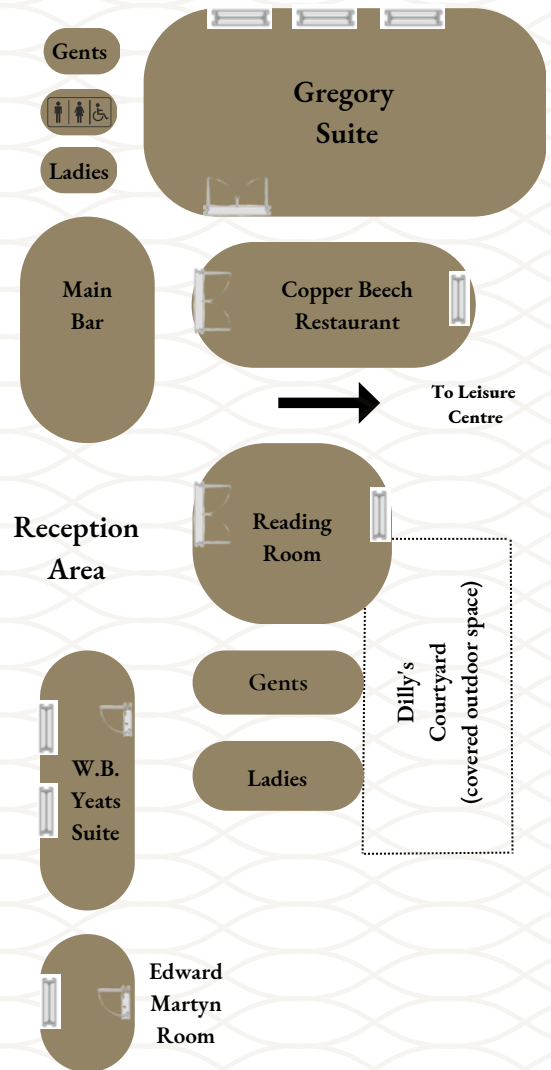 Gents
Gregory
Suite
Ladies
Main
Bar
Copper Beech
Restaurant
To Leisure
Centre
Reception
Area
Reading
Room
Dilly's
Courtyard
(covered outdoor space)
Gents
Ladies
W.B.
Yeats
Suite
Edward
Martyn
Room